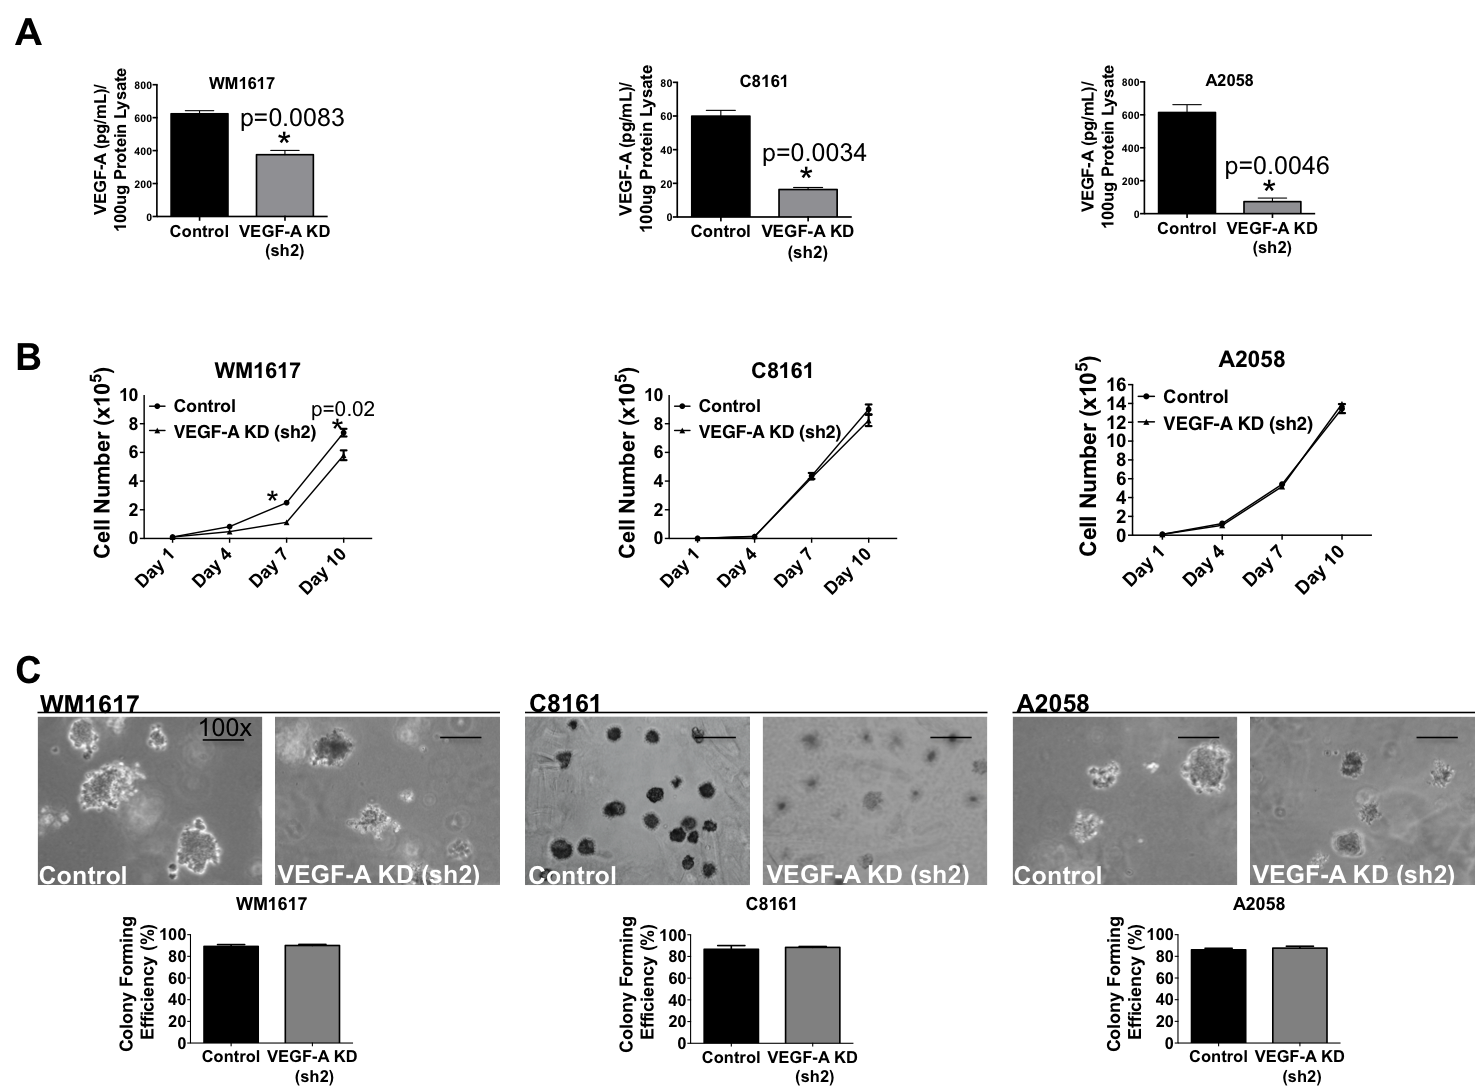 A
WM1617
VEGF-A (pg/mL)/
100ug Protein Lysate
800
600
400
200
0
p=0.0083
*
Control
VEGF-A KD
(sh2)
C8161
VEGF-A (pg/mL)/
100ug Protein Lysate
80
60
40
20
0
p=0.0034
*
Control
VEGF-A KD
(sh2)
A2058
VEGF-A (pg/mL)/
100ug Protein Lysate
800
600
400
200
0
p=0.0046
*
Control
VEGF-A KD
(sh2)
B
WM1617
Cell Number (x10⁵)
10
8
6
4
2
0
Control
VEGF-A KD (sh2)
p=0.02
*
*
Day 1
Day 4
Day 7
Day 10
C8161
Cell Number (x10⁵)
10
8
6
4
2
0
Control
VEGF-A KD (sh2)
Day 1
Day 4
Day 7
Day 10
A2058
Cell Number (x10⁵)
16
14
12
10
8
6
4
2
0
Control
VEGF-A KD (sh2)
Day 1
Day 4
Day 7
Day 10
C
WM1617
100x
Control
VEGF-A KD (sh2)
C8161
Control
VEGF-A KD (sh2)
A2058
Control
VEGF-A KD (sh2)
WM1617
Colony Forming
Efficiency (%)
100
80
60
40
20
0
Control
VEGF-A KD
(sh2)
C8161
Colony Forming
Efficiency (%)
100
80
60
40
20
0
Control
VEGF-A KD
(sh2)
A2058
Colony Forming
Efficiency (%)
100
80
60
40
20
0
Control
VEGF-A KD
(sh2)